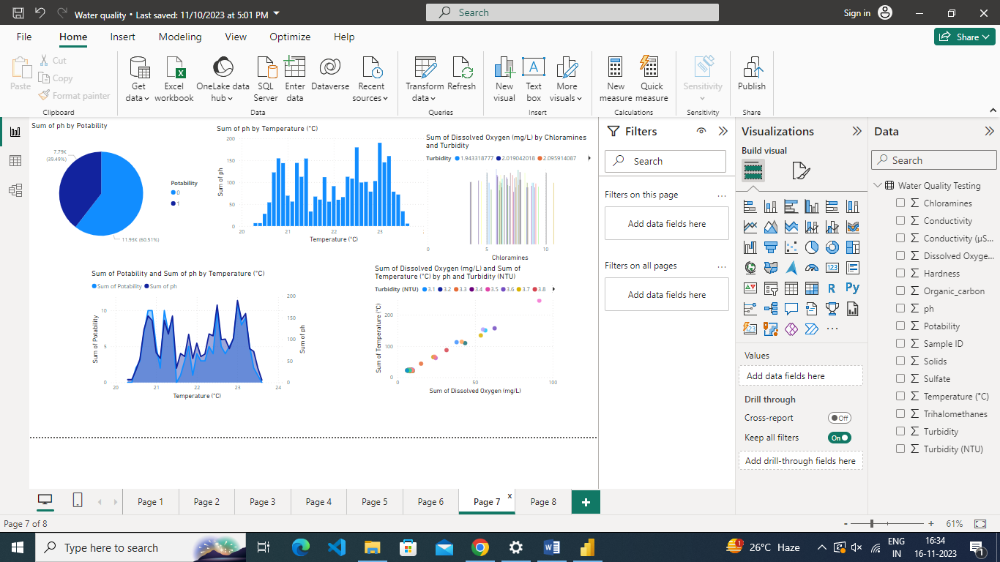 Water quality • Last saved: 11/10/2023 at 5:01 PM
Search
Sign in
File Home Insert Modeling View Optimize Help
Share
Paste
Cut
Copy
Format painter
Clipboard
Get data
Excel workbook
OneLake data hub
SQL Server
Enter data
Dataverse
Recent sources
Data
Transform data
Refresh
Queries
New visual
Text box
More visuals
Insert
New measure
Quick measure
Calculations
Sensitivity
Sensitivity
Publish
Share
Sum of ph by Potability
7.79K
(39.49%)
11.93K (60.51%)
Potability
0
1
Sum of ph by Temperature (°C)
Sum of ph
200
150
100
50
0
20 21 22 23
Temperature (°C)
Sum of Dissolved Oxygen (mg/L) by Chloramines
and Turbidity
Turbidity 1.943318777 2.019042018 2.095914087
0 5 10
Chloramines
Sum of Potability and Sum of ph by Temperature (°C)
Sum of Potability Sum of ph
Sum of Potability
10
5
0
200
150
100
50
0
Sum of ph
20 21 22 23 24
Temperature (°C)
Sum of Dissolved Oxygen (mg/L) and Sum of
Temperature (°C) by ph and Turbidity (NTU)
Turbidity (NTU) 3.1 3.2 3.3 3.4 3.5 3.6 3.7 3.8
Sum of Temperature (°C)
200
100
0
0 50 100
Sum of Dissolved Oxygen (mg/L)
Filters
Search
Filters on this page
Add data fields here
Filters on all pages
Add data fields here
Visualizations
Build visual
R Py
123
Values
Add data fields here
Drill through
Cross-report Off
Keep all filters On
Add drill-through fields here
Data
Search
Water Quality Testing
Chloramines
Conductivity
Conductivity (µS...
Dissolved Oxyge...
Hardness
Organic_carbon
ph
Potability
Sample ID
Solids
Sulfate
Temperature (°C)
Trihalomethanes
Turbidity
Turbidity (NTU)
Page 1 Page 2 Page 3 Page 4 Page 5 Page 6 Page 7 x Page 8 +
Page 7 of 8
- + 61%
Type here to search
26°C Haze
ENG
IN
16:34
16-11-2023
1